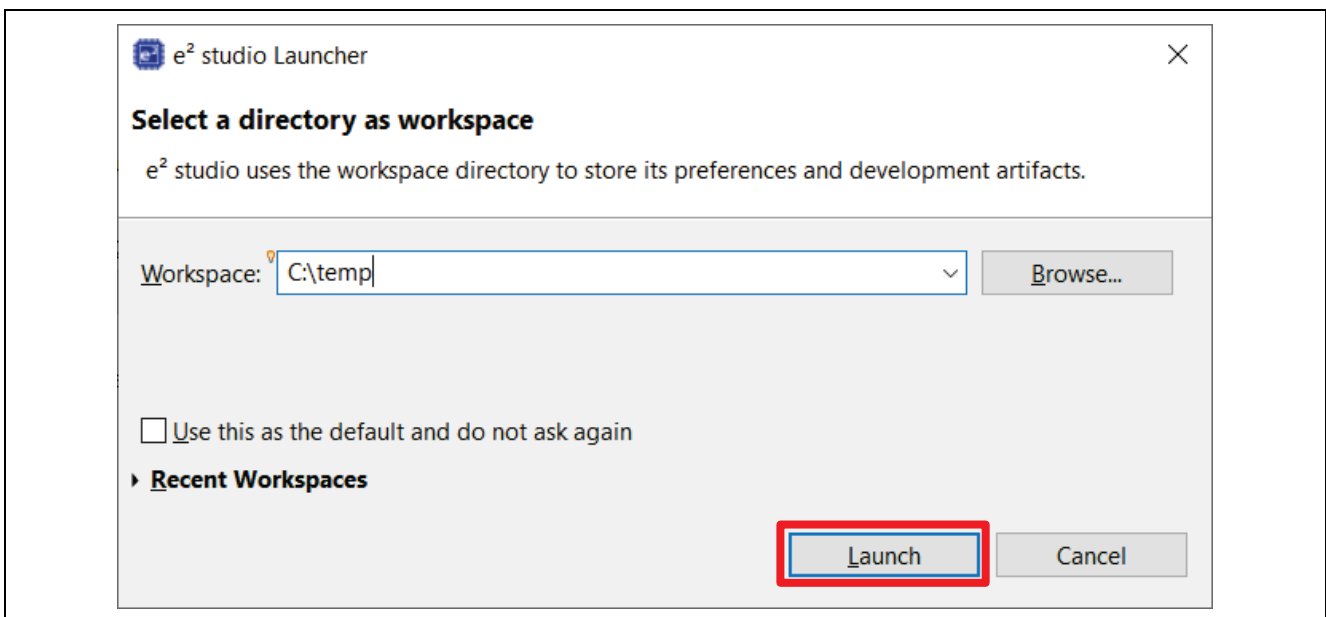 e² studio Launcher
Select a directory as workspace
e² studio uses the workspace directory to store its preferences and development artifacts.
Workspace: C:\temp Browse...
Use this as the default and do not ask again
Recent Workspaces
Launch Cancel